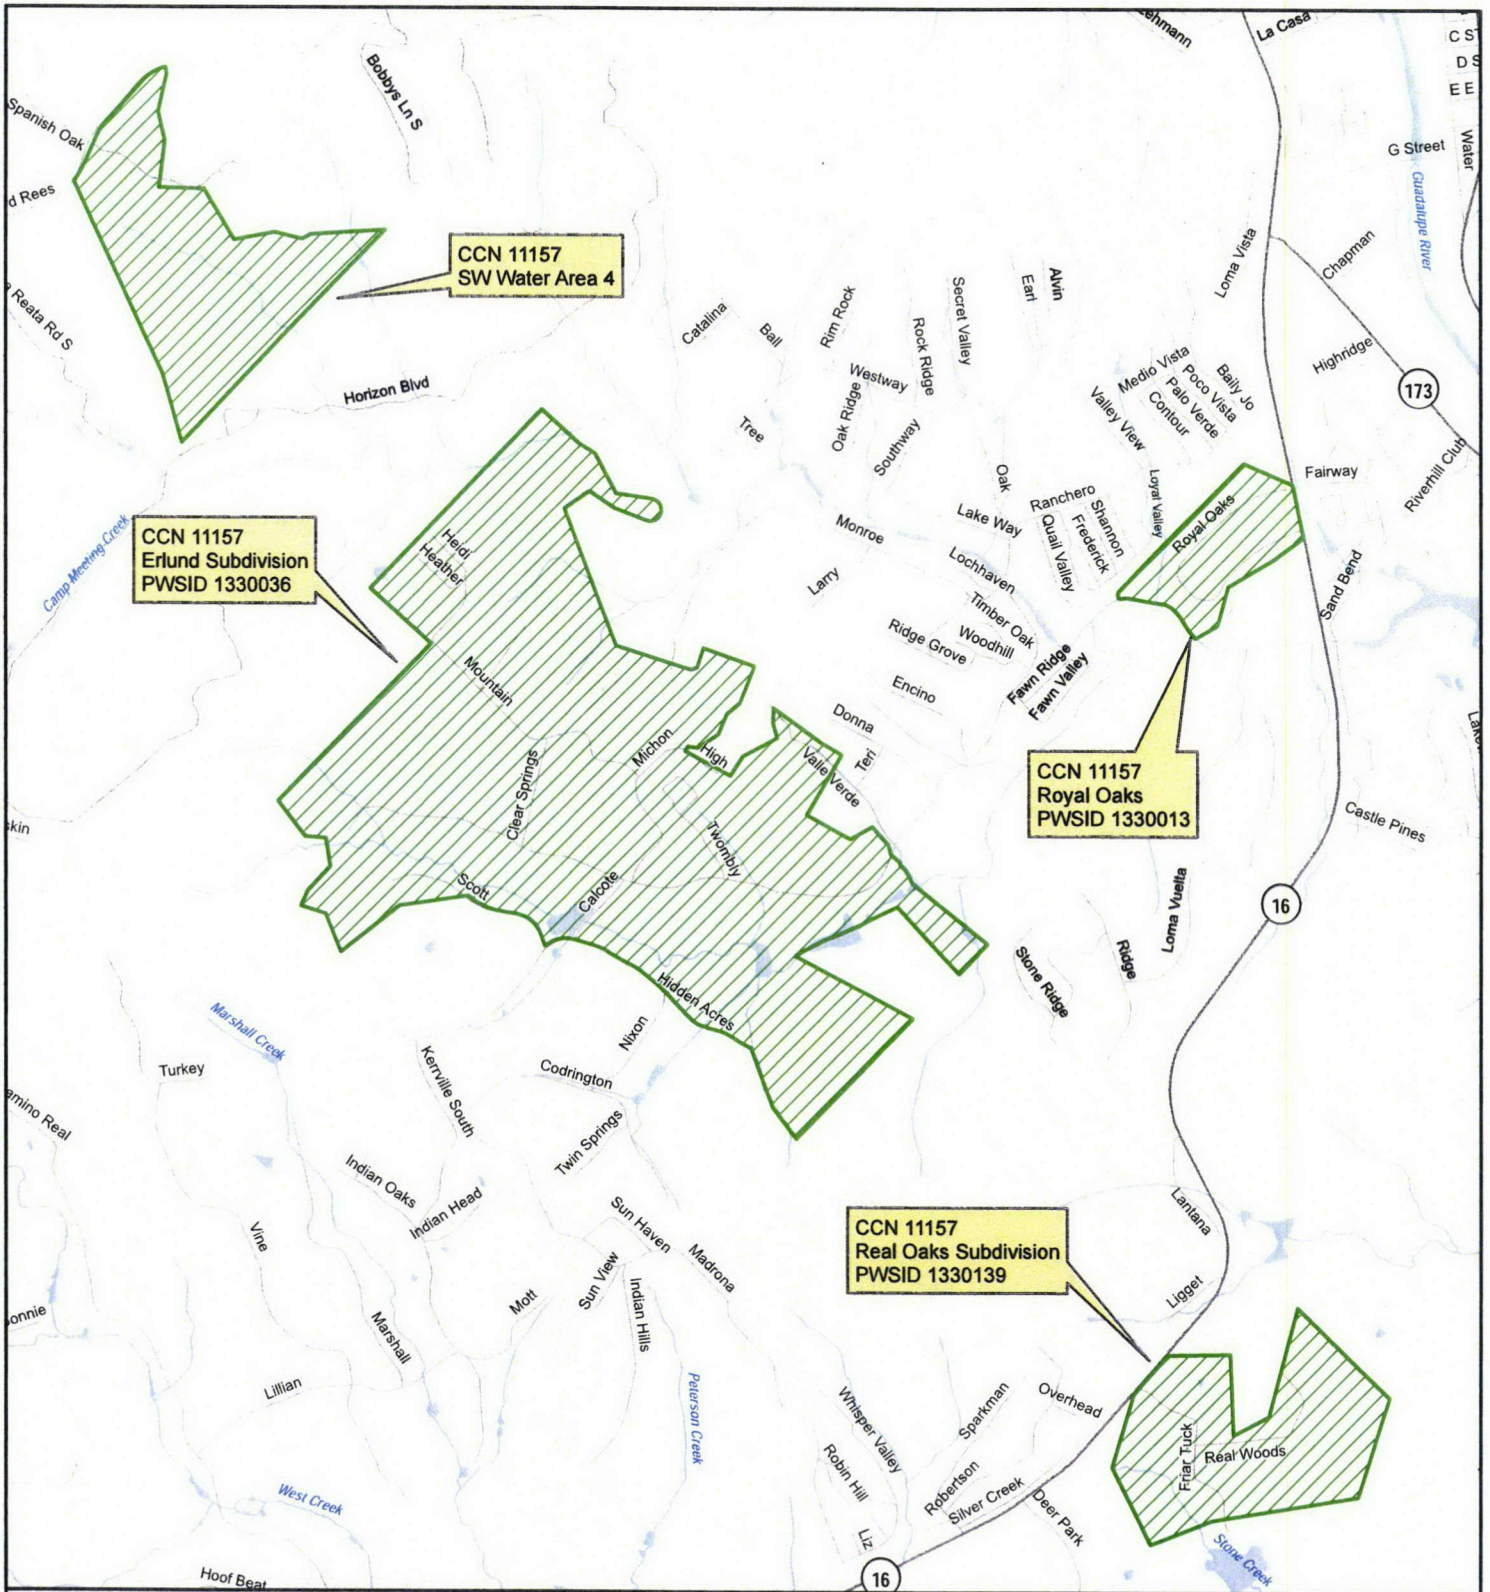 Lehmann
La Casa
C ST
D S
E E
Bobbys Ln S
Spanish Oak
G Street
Water
d Rees
Guadalupe River
CCN 11157
SW Water Area 4
Loma Vista
Chapman
Reata Rd S
Catalina
Ball
Rim Rock
Rock Ridge
Secret Valley
Earl
Alvin
Highridge
173
Horizon Blvd
Westway
Oak Ridge
Southway
Tree
Medio Vista
Baily Jo
Poco Vista
Palo Verde
Contour
Valley View
Fairway
Riverhill Club
Oak
Ranchero
Shannon
Frederick
Quail Valley
Loyal Valley
Royal Oaks
Lake Way
Monroe
Lochhaven
Larry
CCN 11157
Erlund Subdivision
PWSID 1330036
Heidi
Heather
Camp Meeting Creek
Timber Oak
Woodhill
Ridge Grove
Sand Bend
Fawn Ridge
Fawn Valley
Encino
Mountain
Donna
Teri
Michon
High
Valle Verde
Clear Springs
CCN 11157
Royal Oaks
PWSID 1330013
Castle Pines
kin
Twombly
Scott
Calcote
16
Loma Vuelta
Ridge
Stone Ridge
Hidden Acres
Nixon
Marshall Creek
Turkey
Kerrville South
Codrington
amino Real
Twin Springs
Indian Oaks
Indian Head
Vine
Sun Haven
Madrona
Sun View
Indian Hills
Mott
Lantana
CCN 11157
Real Oaks Subdivision
PWSID 1330139
Ligget
onnie
Marshall
Lillian
Peterson Creek
Whisper Valley
Sparkman
Overhead
Friar Tuck
Real Woods
Robin Hill
Robertson
Silver Creek
Deer Park
West Creek
Liz
Stone Creek
Hoof Beat
16